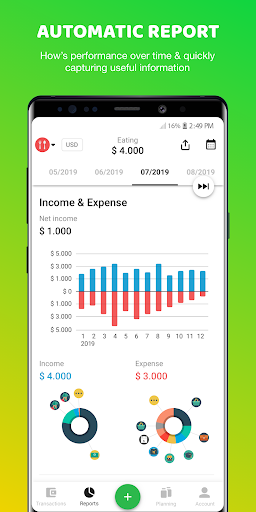 AUTOMATIC REPORT
How's performance over time & quickly
capturing useful information
16% 2:49 PM
USD
Eating
$ 4.000
05/2019 06/2019 07/2019 08/2019
Income & Expense
Net income
$ 1.000
$ 5.000
$ 3.000
$ 2.000
$ 0
$ 2.000
$ 3.000
$ 5.000
1 2 3 4 5 6 7 8 9 10 11 12
2019
Income Expense
$ 4.000 $ 3.000
Transactions Reports Planning Account